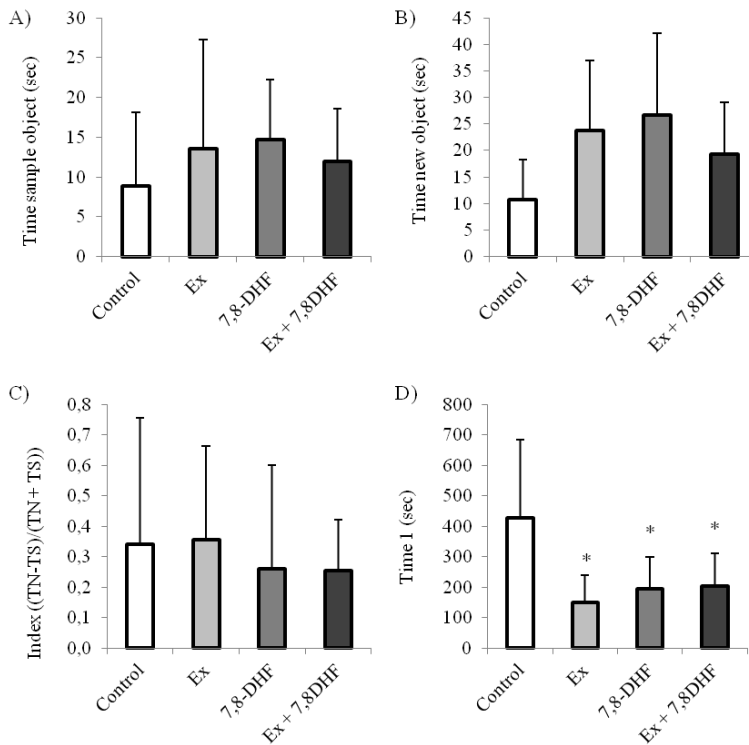 A)
Time sample object (sec)
30
25
20
15
10
5
0
Control
Ex
7,8-DHF
Ex + 7,8DHF
B)
Time new object (sec)
45
40
35
30
25
20
15
10
5
0
Control
Ex
7,8-DHF
Ex + 7,8DHF
C)
Index ((TN-TS)/(TN+ TS))
0,8
0,7
0,6
0,5
0,4
0,3
0,2
0,1
0,0
Control
Ex
7,8-DHF
Ex + 7,8DHF
D)
Time 1 (sec)
800
700
600
500
400
300
200
100
0
* * *
Control
Ex
7,8-DHF
Ex + 7,8DHF